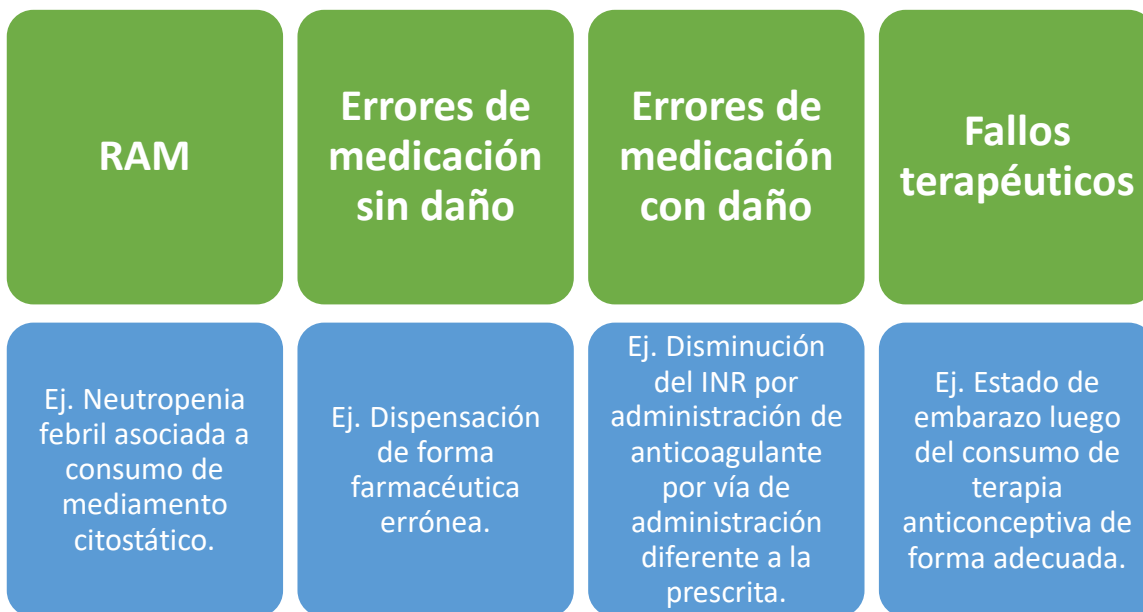 RAM
Errores de
medicación
sin daño
Errores de
medicación
con daño
Fallos
terapéuticos
Ej. Neutropenia
febril asociada a
consumo de
mediamento
citostático.
Ej. Dispensación
de forma
farmacéutica
errónea.
Ej. Disminución
del INR por
administración de
anticoagulante
por vía de
administración
diferente a la
prescrita.
Ej. Estado de
embarazo luego
del consumo de
terapia
anticonceptiva de
forma adecuada.